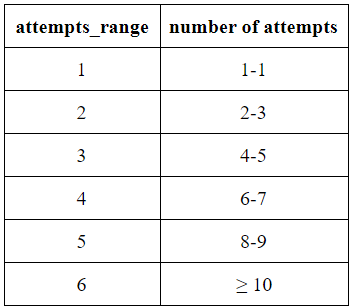 attempts_range number of attempts
1 1-1
2 2-3
3 4-5
4 6-7
5 8-9
6 ≥ 10